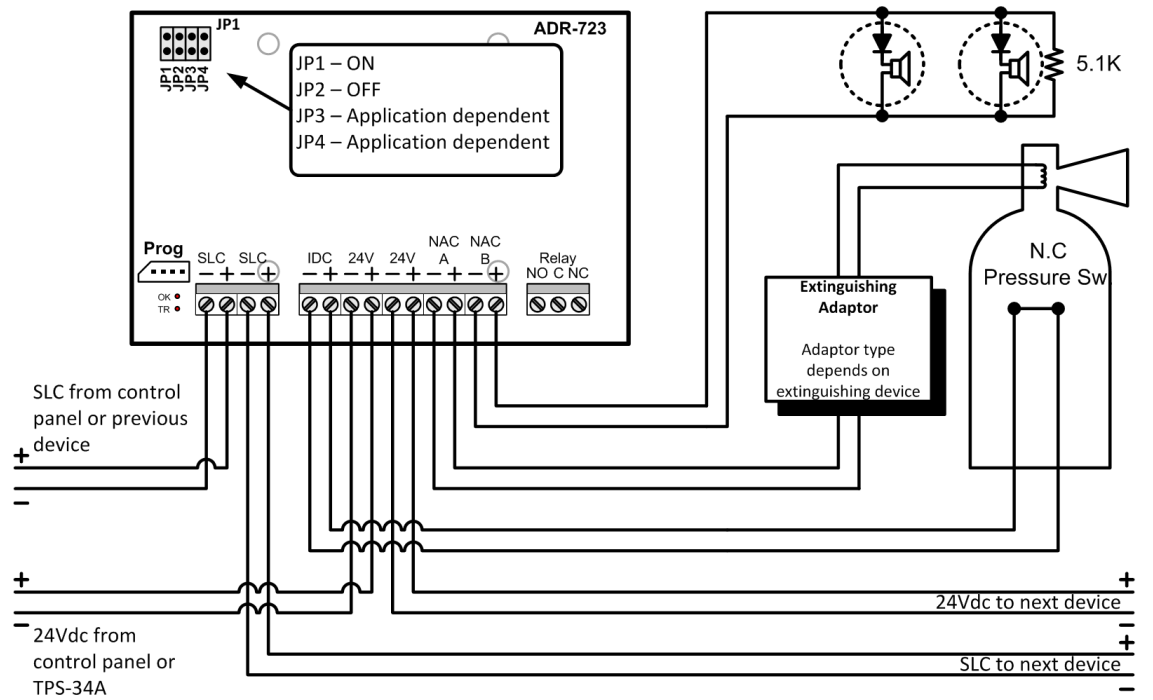 JP1
ADR-723
JP1
JP2
JP3
JP4
JP1 – ON
JP2 – OFF
JP3 – Application dependent
JP4 – Application dependent
5.1K
Prog
OK
TR
SLC SLC
– + – +
IDC 24V 24V NAC A NAC B
– + – + – + – + – +
Relay
NO C NC
N.C
Pressure Sw.
Extinguishing
Adaptor
Adaptor type
depends on
extinguishing device
SLC from control
panel or previous
device
+
–
+
–
24Vdc from
control panel or
TPS-34A
+
24Vdc to next device
–
+
SLC to next device
–